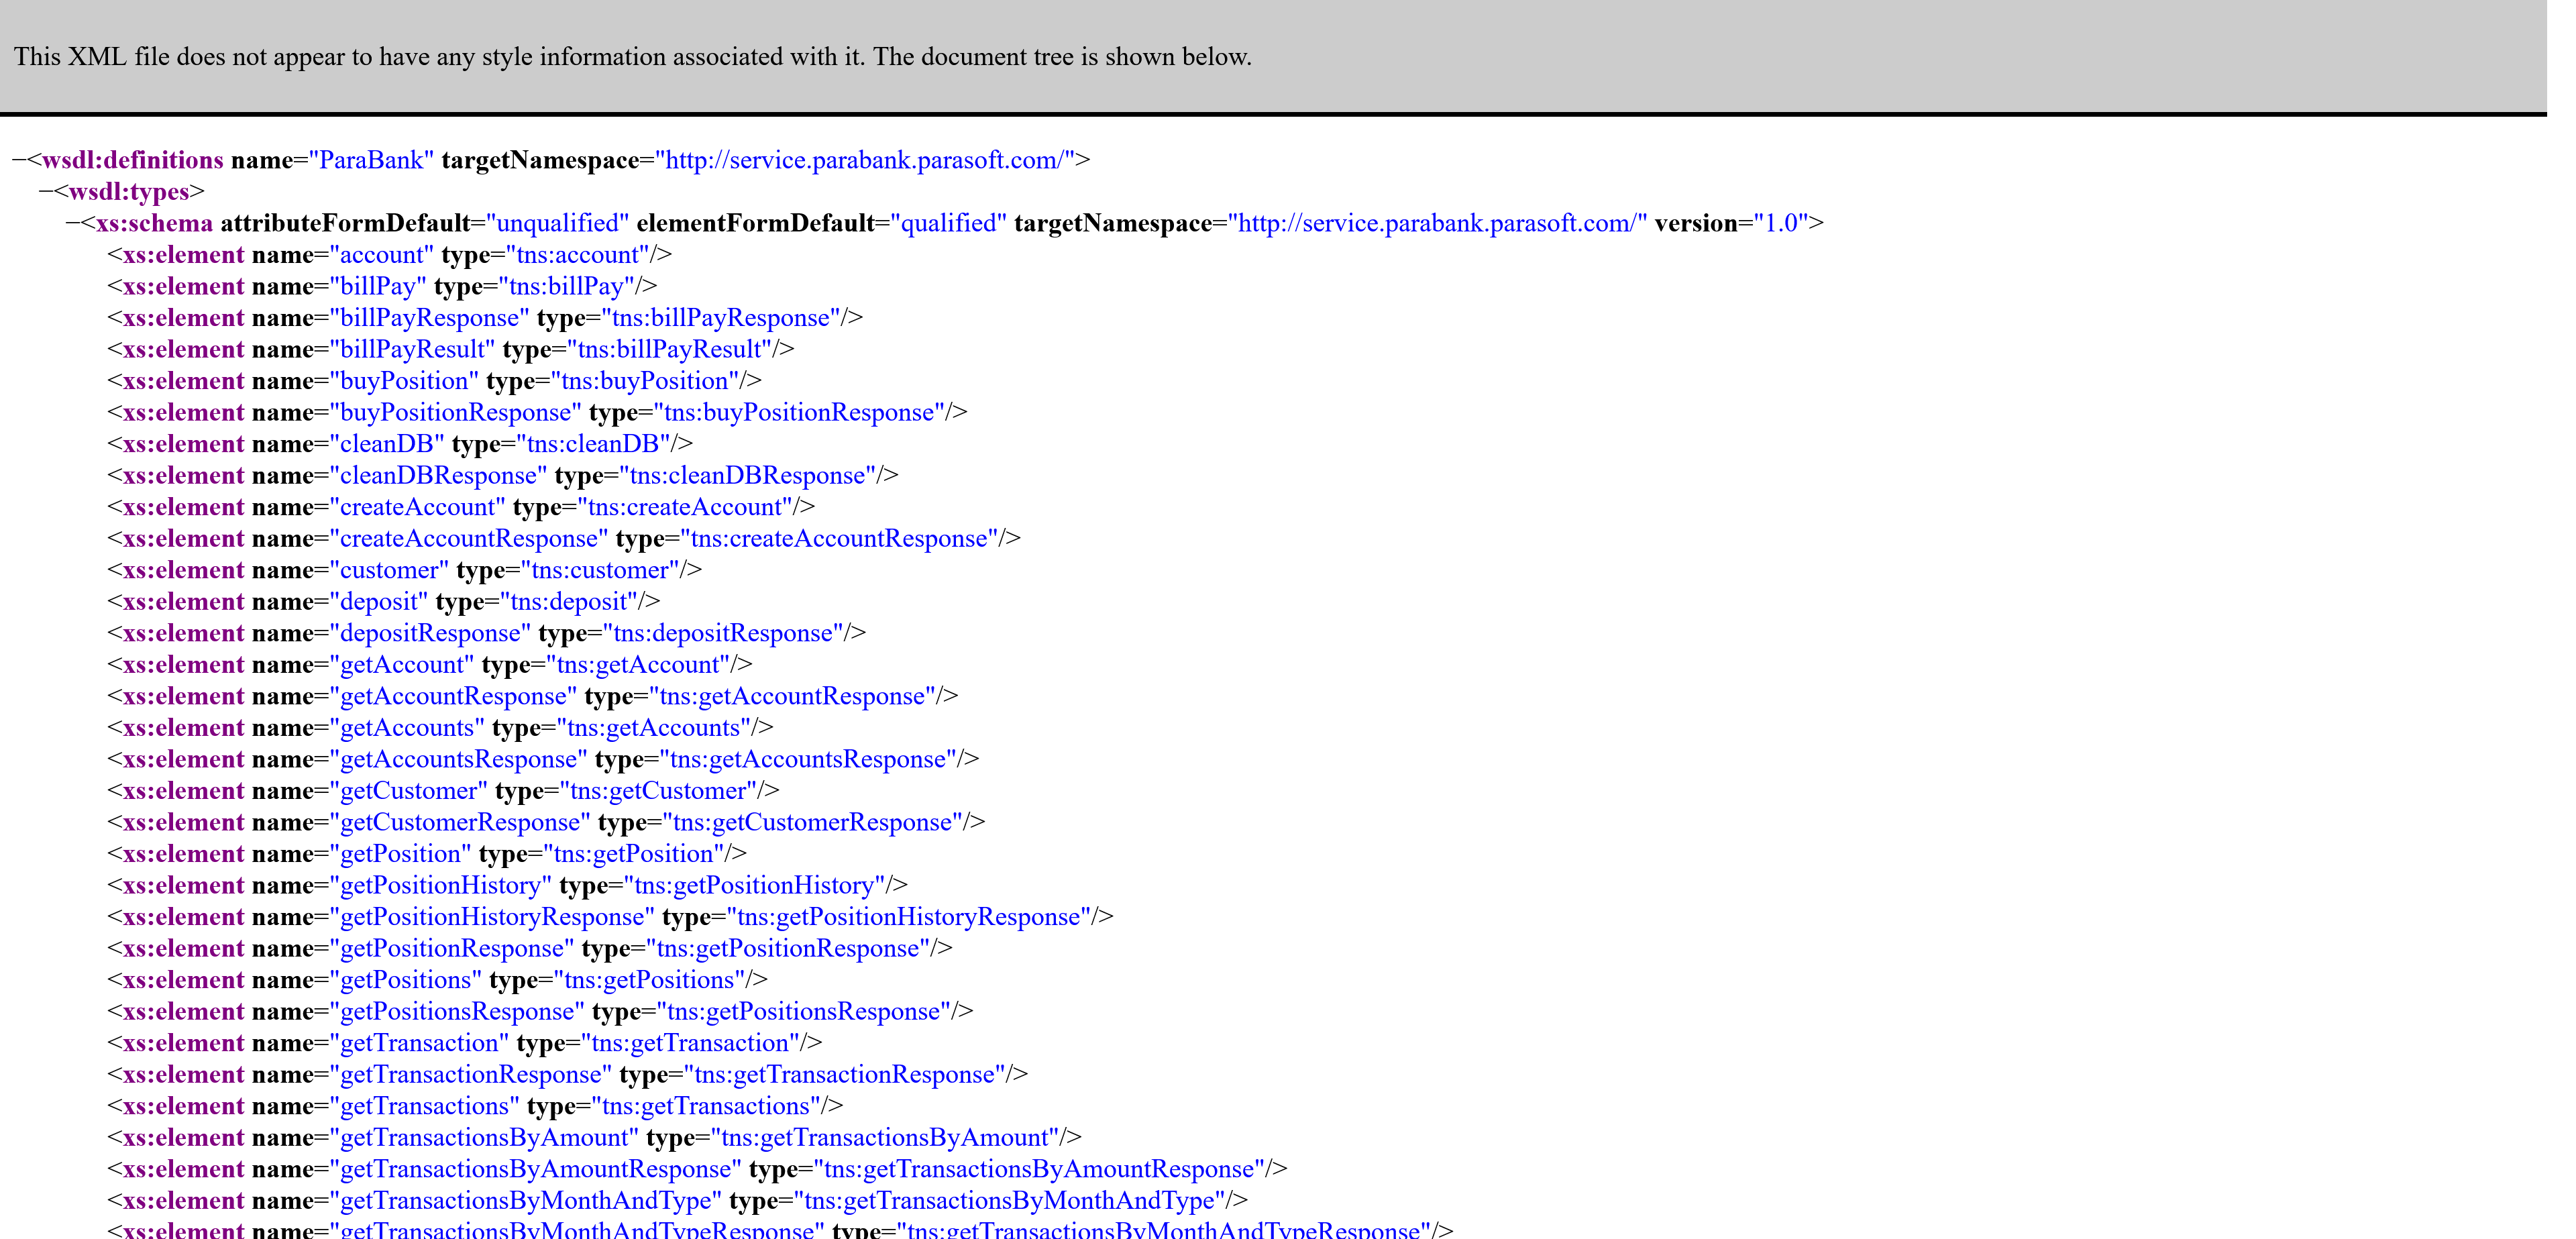 This XML file does not appear to have any style information associated with it. The document tree is shown below.
−<wsdl:definitions name="ParaBank" targetNamespace="http://service.parabank.parasoft.com/">
−<wsdl:types>
−<xs:schema attributeFormDefault="unqualified" elementFormDefault="qualified" targetNamespace="http://service.parabank.parasoft.com/" version="1.0">
<xs:element name="account" type="tns:account"/>
<xs:element name="billPay" type="tns:billPay"/>
<xs:element name="billPayResponse" type="tns:billPayResponse"/>
<xs:element name="billPayResult" type="tns:billPayResult"/>
<xs:element name="buyPosition" type="tns:buyPosition"/>
<xs:element name="buyPositionResponse" type="tns:buyPositionResponse"/>
<xs:element name="cleanDB" type="tns:cleanDB"/>
<xs:element name="cleanDBResponse" type="tns:cleanDBResponse"/>
<xs:element name="createAccount" type="tns:createAccount"/>
<xs:element name="createAccountResponse" type="tns:createAccountResponse"/>
<xs:element name="customer" type="tns:customer"/>
<xs:element name="deposit" type="tns:deposit"/>
<xs:element name="depositResponse" type="tns:depositResponse"/>
<xs:element name="getAccount" type="tns:getAccount"/>
<xs:element name="getAccountResponse" type="tns:getAccountResponse"/>
<xs:element name="getAccounts" type="tns:getAccounts"/>
<xs:element name="getAccountsResponse" type="tns:getAccountsResponse"/>
<xs:element name="getCustomer" type="tns:getCustomer"/>
<xs:element name="getCustomerResponse" type="tns:getCustomerResponse"/>
<xs:element name="getPosition" type="tns:getPosition"/>
<xs:element name="getPositionHistory" type="tns:getPositionHistory"/>
<xs:element name="getPositionHistoryResponse" type="tns:getPositionHistoryResponse"/>
<xs:element name="getPositionResponse" type="tns:getPositionResponse"/>
<xs:element name="getPositions" type="tns:getPositions"/>
<xs:element name="getPositionsResponse" type="tns:getPositionsResponse"/>
<xs:element name="getTransaction" type="tns:getTransaction"/>
<xs:element name="getTransactionResponse" type="tns:getTransactionResponse"/>
<xs:element name="getTransactions" type="tns:getTransactions"/>
<xs:element name="getTransactionsByAmount" type="tns:getTransactionsByAmount"/>
<xs:element name="getTransactionsByAmountResponse" type="tns:getTransactionsByAmountResponse"/>
<xs:element name="getTransactionsByMonthAndType" type="tns:getTransactionsByMonthAndType"/>
<xs:element name="getTransactionsByMonthAndTypeResponse" type="tns:getTransactionsByMonthAndTypeResponse"/>